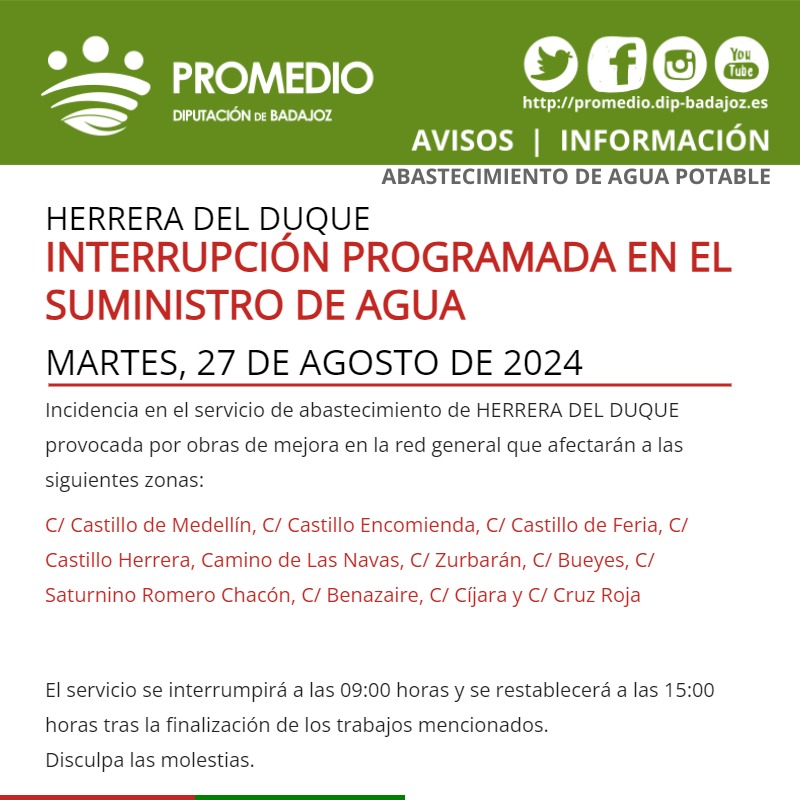 PROMEDIO
DIPUTACIÓN DE BADAJOZ
You
Tube
http://promedio.dip-badajoz.es
AVISOS | INFORMACIÓN
ABASTECIMIENTO DE AGUA POTABLE
HERRERA DEL DUQUE
INTERRUPCIÓN PROGRAMADA EN EL
SUMINISTRO DE AGUA
MARTES, 27 DE AGOSTO DE 2024
Incidencia en el servicio de abastecimiento de HERRERA DEL DUQUE
provocada por obras de mejora en la red general que afectarán a las
siguientes zonas:
C/ Castillo de Medellín, C/ Castillo Encomienda, C/ Castillo de Feria, C/
Castillo Herrera, Camino de Las Navas, C/ Zurbarán, C/ Bueyes, C/
Saturnino Romero Chacón, C/ Benazaire, C/ Cíjara y C/ Cruz Roja
El servicio se interrumpirá a las 09:00 horas y se restablecerá a las 15:00
horas tras la finalización de los trabajos mencionados.
Disculpa las molestias.